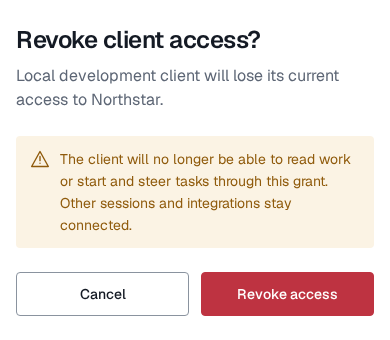 Revoke client access?
Local development client will lose its current
access to Northstar.
The client will no longer be able to read work
or start and steer tasks through this grant.
Other sessions and integrations stay
connected.
Cancel
Revoke access